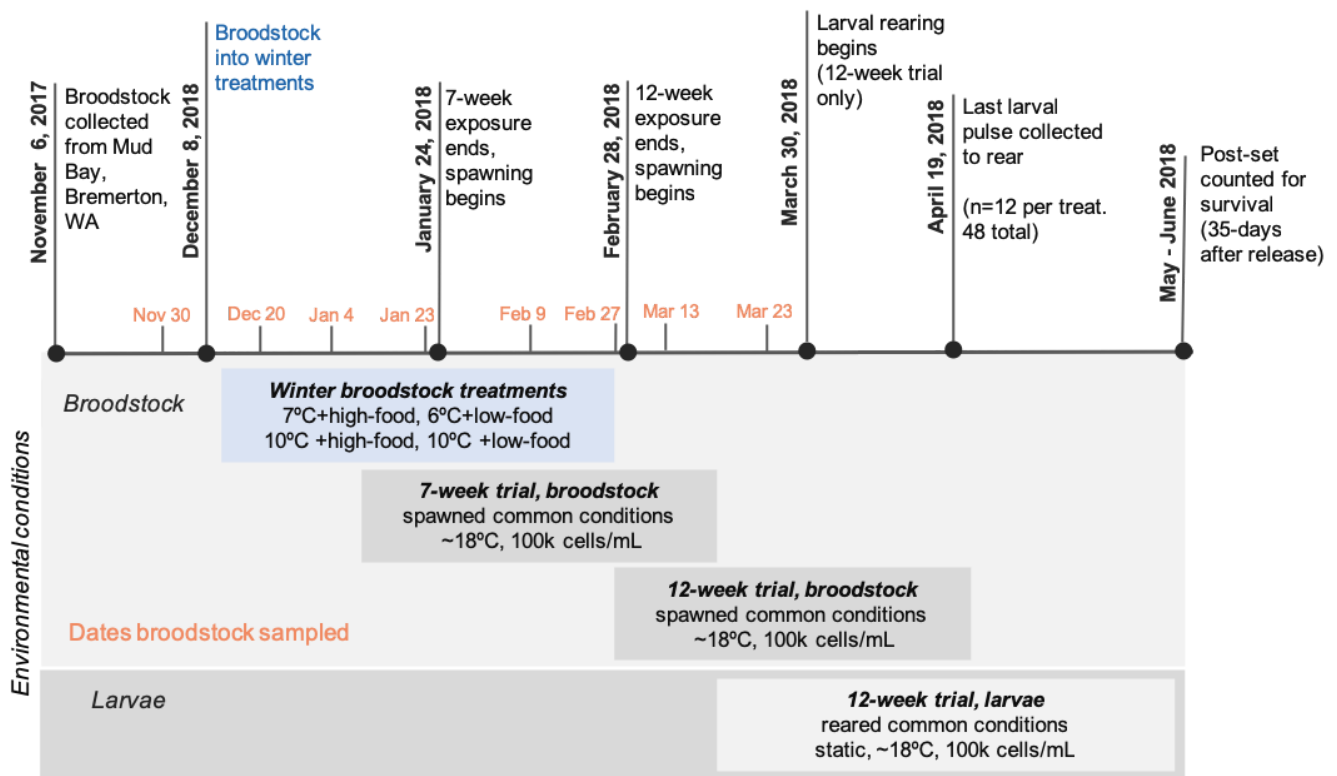 November 6, 2017
Broodstock
collected
from Mud
Bay,
Bremerton,
WA
December 8, 2018
Broodstock
into winter
treatments
January 24, 2018
7-week
exposure
ends,
spawning
begins
February 28, 2018
12-week
exposure
ends,
spawning
begins
March 30, 2018
Larval rearing
begins
(12-week trial
only)
April 19, 2018
Last larval
pulse collected
to rear
(n=12 per treat.
48 total)
May - June 2018
Post-set
counted for
survival
(35-days
after release)
Nov 30
Dec 20
Jan 4
Jan 23
Feb 9
Feb 27
Mar 13
Mar 23
Environmental conditions
Broodstock
Winter broodstock treatments
7ºC+high-food, 6ºC+low-food
10ºC +high-food, 10ºC +low-food
7-week trial, broodstock
spawned common conditions
~18ºC, 100k cells/mL
12-week trial, broodstock
spawned common conditions
~18ºC, 100k cells/mL
Dates broodstock sampled
Larvae
12-week trial, larvae
reared common conditions
static, ~18ºC, 100k cells/mL